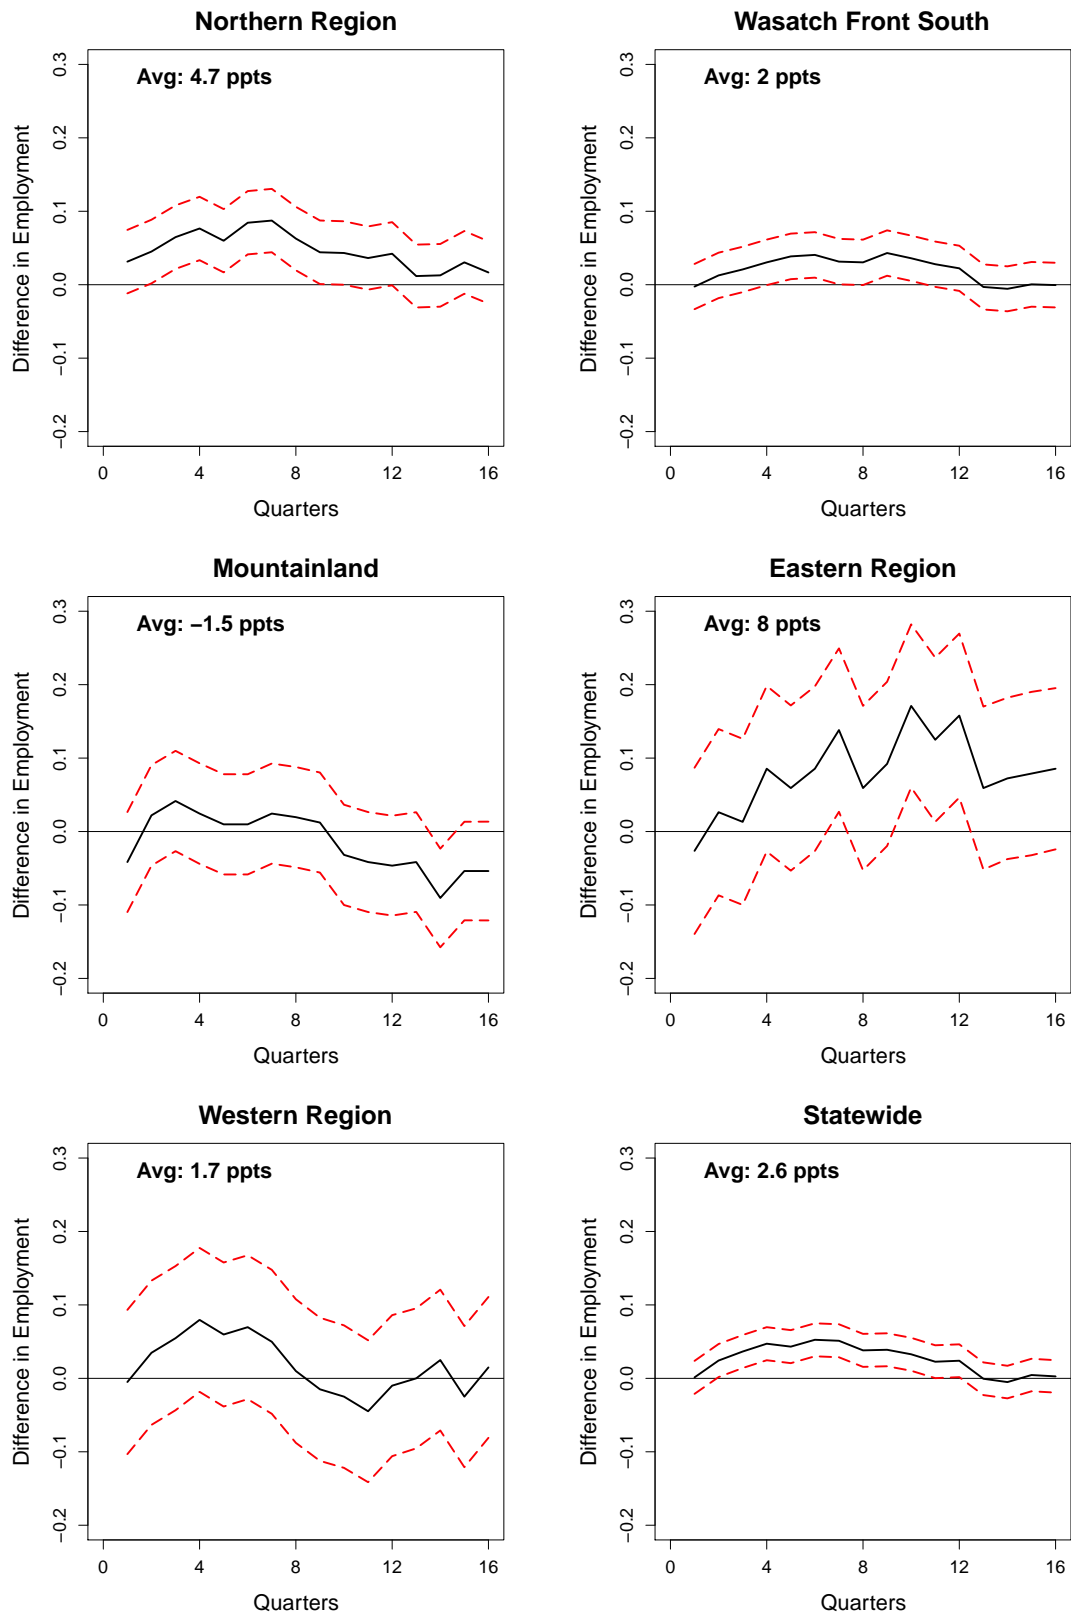 Northern Region
Avg: 4.7 ppts
Difference in Employment
0.3
0.2
0.1
0.0
−0.1
−0.2
0 4 8 12 16
Quarters
Wasatch Front South
Avg: 2 ppts
Difference in Employment
0.3
0.2
0.1
0.0
−0.1
−0.2
0 4 8 12 16
Quarters
Mountainland
Avg: −1.5 ppts
Difference in Employment
0.3
0.2
0.1
0.0
−0.1
−0.2
0 4 8 12 16
Quarters
Eastern Region
Avg: 8 ppts
Difference in Employment
0.3
0.2
0.1
0.0
−0.1
−0.2
0 4 8 12 16
Quarters
Western Region
Avg: 1.7 ppts
Difference in Employment
0.3
0.2
0.1
0.0
−0.1
−0.2
0 4 8 12 16
Quarters
Statewide
Avg: 2.6 ppts
Difference in Employment
0.3
0.2
0.1
0.0
−0.1
−0.2
0 4 8 12 16
Quarters